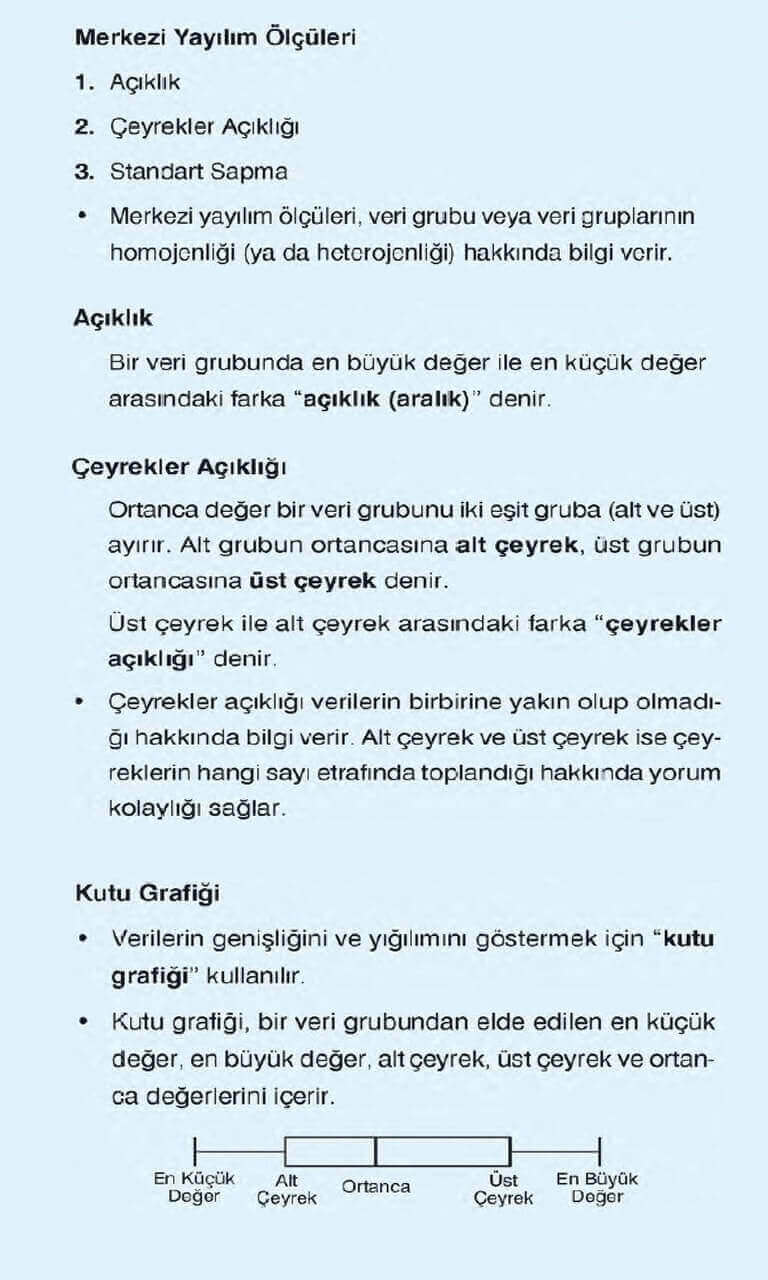 Merkezi Yayılım Ölçüleri
1. Açıklık
2. Çeyrekler Açıklığı
3. Standart Sapma
• Merkezi yayılım ölçüleri, veri grubu veya veri gruplarının
homojenliği (ya da heterojenliği) hakkında bilgi verir.
Açıklık
Bir veri grubunda en büyük değer ile en küçük değer
arasındaki farka “açıklık (aralık)” denir.
Çeyrekler Açıklığı
Ortanca değer bir veri grubunu iki eşit gruba (alt ve üst)
ayırır. Alt grubun ortancasına alt çeyrek, üst grubun
ortancasına üst çeyrek denir.
Üst çeyrek ile alt çeyrek arasındaki farka “çeyrekler
açıklığı” denir.
• Çeyrekler açıklığı verilerin birbirine yakın olup olmadı-
ğı hakkında bilgi verir. Alt çeyrek ve üst çeyrek ise çey-
reklerin hangi sayı etrafında toplandığı hakkında yorum
kolaylığı sağlar.
Kutu Grafiği
• Verilerin genişliğini ve yığılımını göstermek için “kutu
grafiği” kullanılır.
• Kutu grafiği, bir veri grubundan elde edilen en küçük
değer, en büyük değer, alt çeyrek, üst çeyrek ve ortan-
ca değerlerini içerir.
En Küçük Değer
Alt Çeyrek
Ortanca
Üst Çeyrek
En Büyük Değer